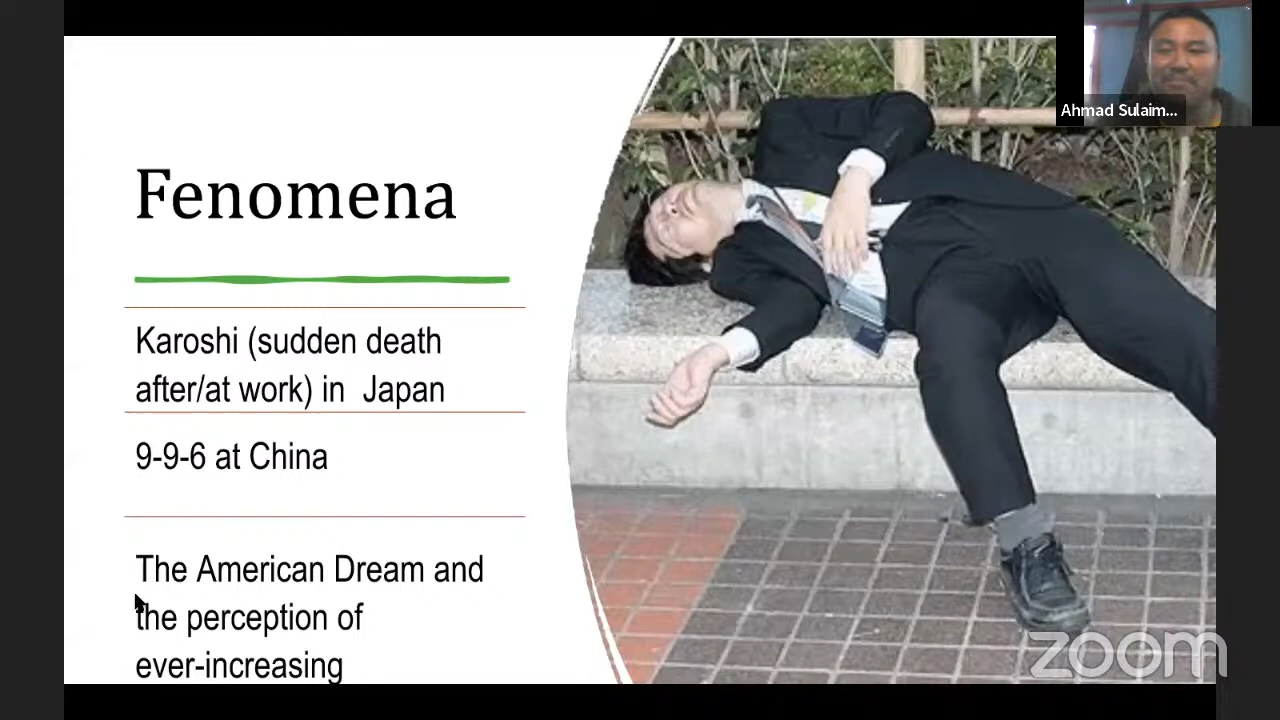 Ahmad Sulaim...
Fenomena
Karoshi (sudden death
after/at work) in  Japan
9-9-6 at China
The American Dream and
the perception of
ever-increasing
zoom